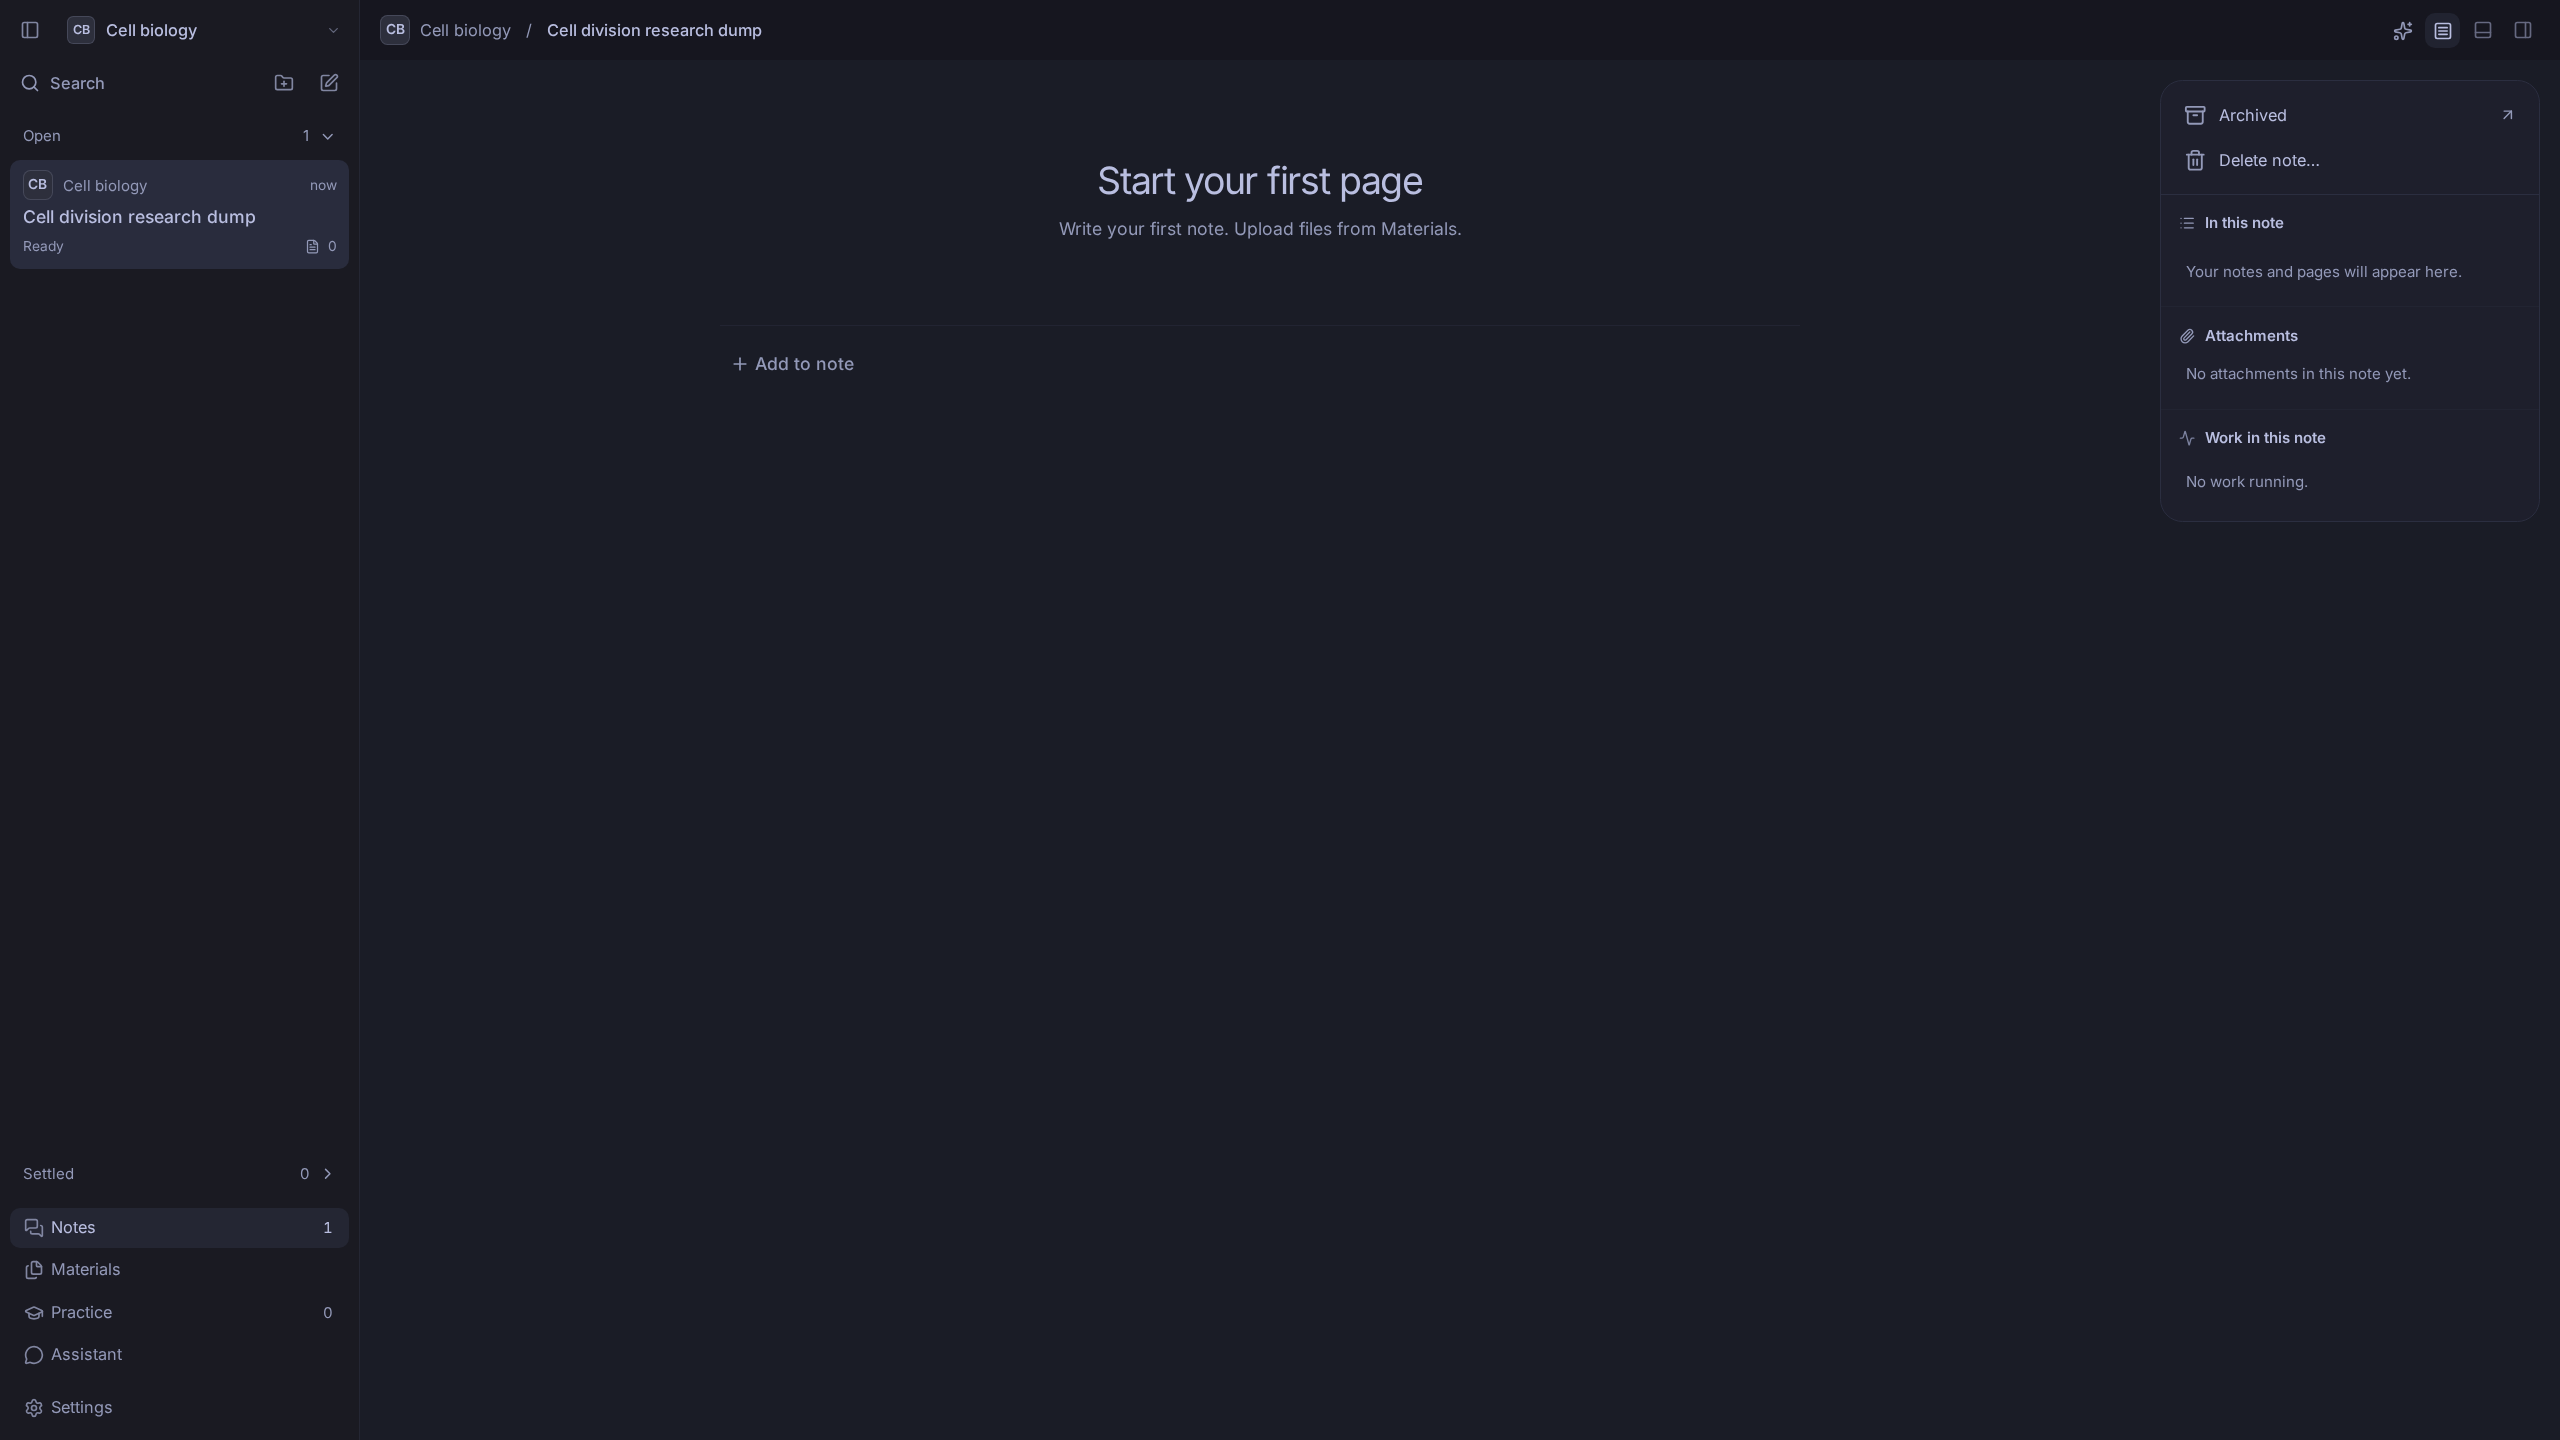 CB Cell biology
Search
Open 1
CB Cell biology now
Cell division research dump
Ready 0
Settled 0
Notes 1
Materials
Practice 0
Assistant
Settings
CB Cell biology / Cell division research dump
Start your first page
Write your first note. Upload files from Materials.
Add to note
Archived
Delete note...
In this note
Your notes and pages will appear here.
Attachments
No attachments in this note yet.
Work in this note
No work running.